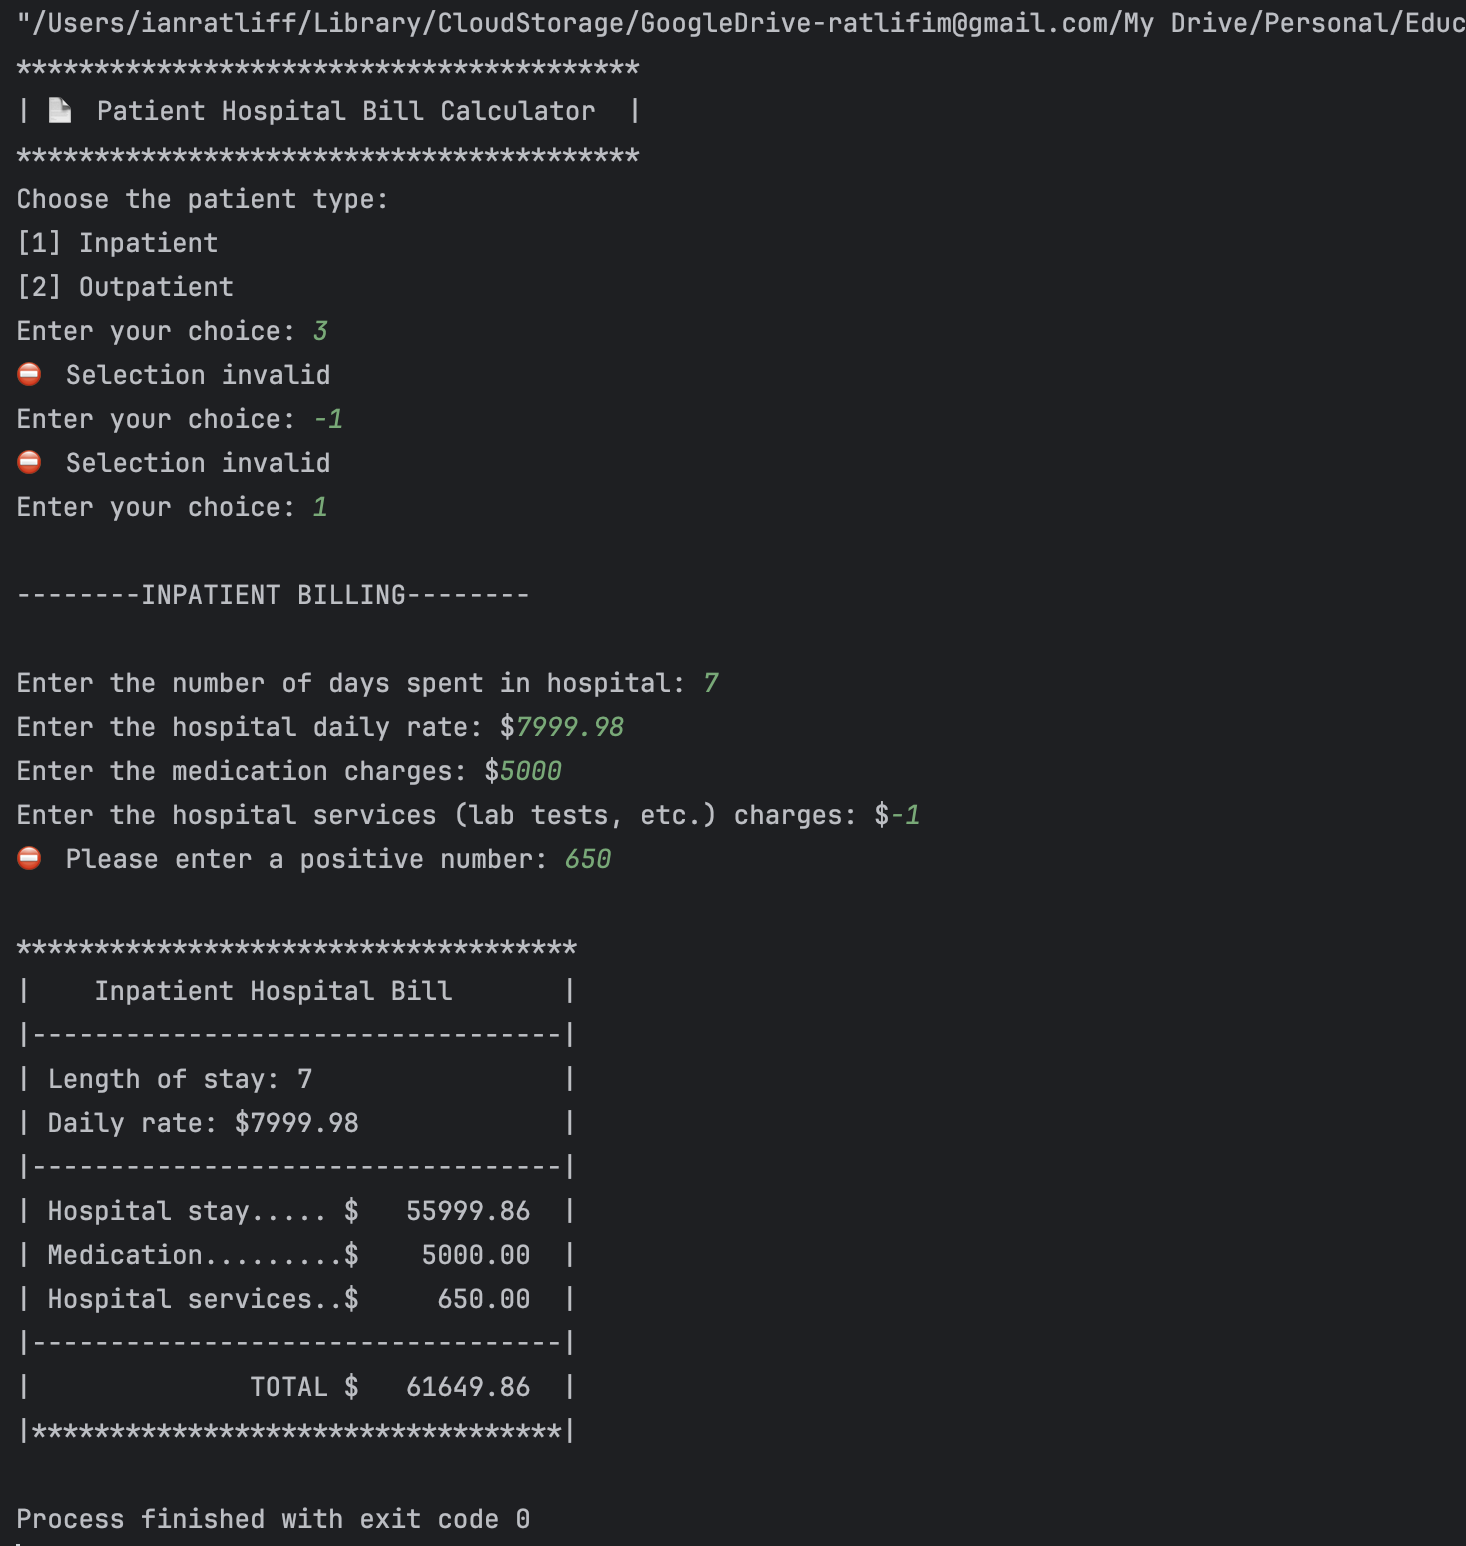 "/Users/ianratliff/Library/CloudStorage/GoogleDrive-ratlifim@gmail.com/My Drive/Personal/Educ
****************************************
| 📄 Patient Hospital Bill Calculator  |
****************************************
Choose the patient type:
[1] Inpatient
[2] Outpatient
Enter your choice: 3
⛔ Selection invalid
Enter your choice: -1
⛔ Selection invalid
Enter your choice: 1
--------INPATIENT BILLING--------
Enter the number of days spent in hospital: 7
Enter the hospital daily rate: $7999.98
Enter the medication charges: $5000
Enter the hospital services (lab tests, etc.) charges: $-1
⛔ Please enter a positive number: 650
************************************
|    Inpatient Hospital Bill       |
|----------------------------------|
| Length of stay: 7                |
| Daily rate: $7999.98             |
|----------------------------------|
| Hospital stay..... $   55999.86  |
| Medication.........$    5000.00  |
| Hospital services..$     650.00  |
|----------------------------------|
|              TOTAL $   61649.86  |
|**********************************|
Process finished with exit code 0